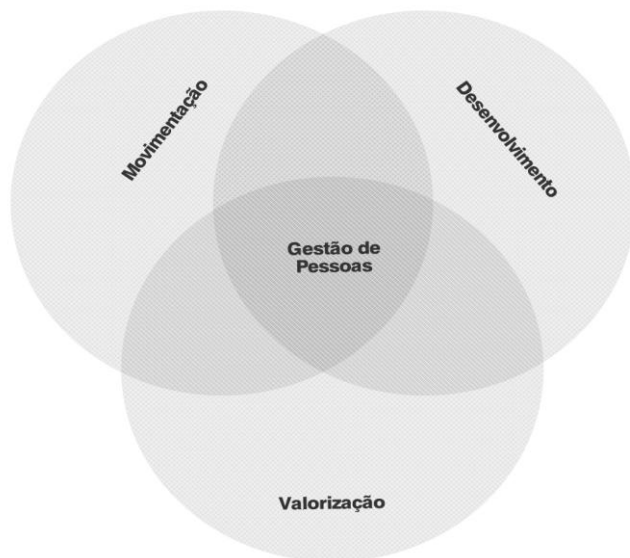 Movimentação
Desenvolvimento
Gestão de
Pessoas
Valorização